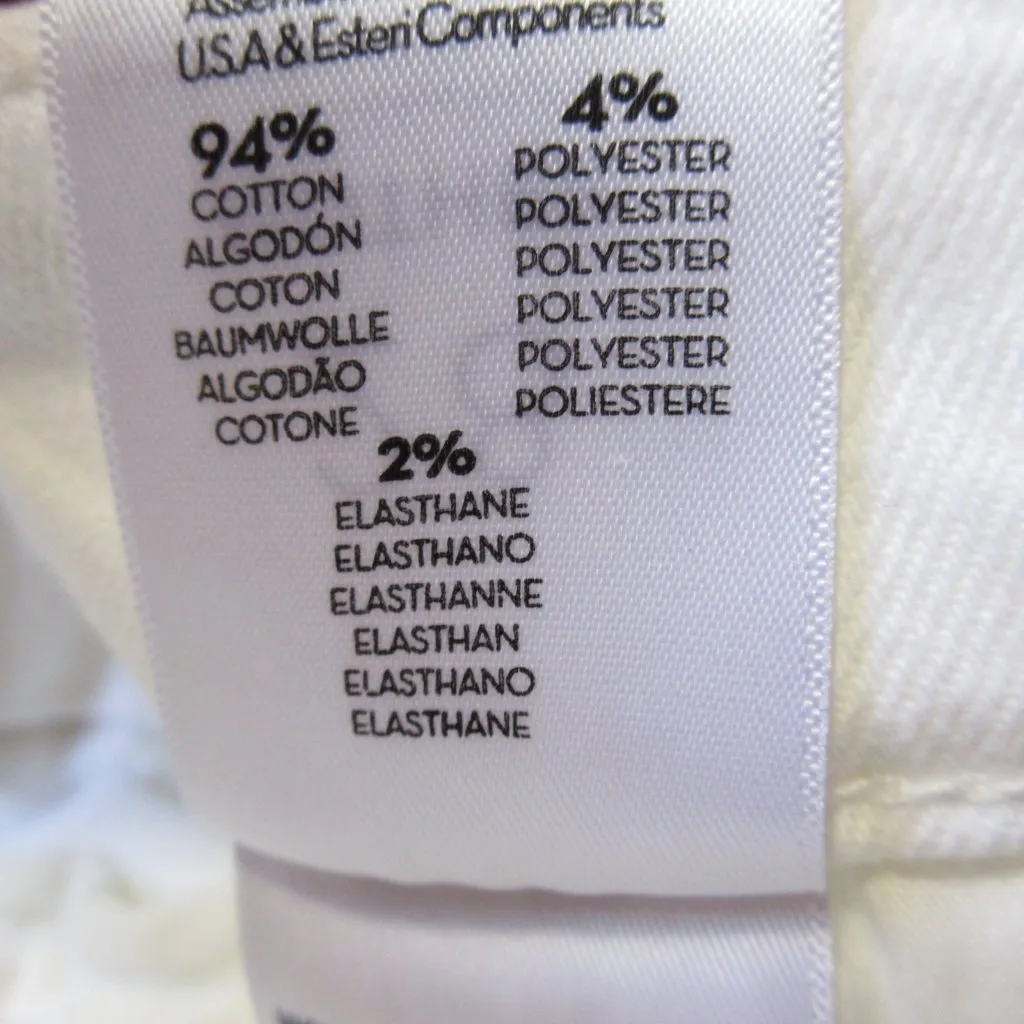 U.S.A & Esteri Components
94%
COTTON
ALGODÓN
COTON
BAUMWOLLE
ALGODÃO
COTONE
4%
POLYESTER
POLYESTER
POLYESTER
POLYESTER
POLYESTER
POLIESTERE
2%
ELASTHANE
ELASTHANO
ELASTHANNE
ELASTHAN
ELASTHANO
ELASTHANE